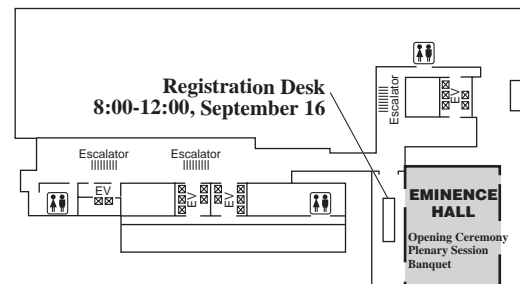 Registration Desk
8:00-12:00, September 16
Escalator
EV
Escalator
Escalator
EV
EV
EV
EMINENCE
HALL
Opening Ceremony
Plenary Session
Banquet